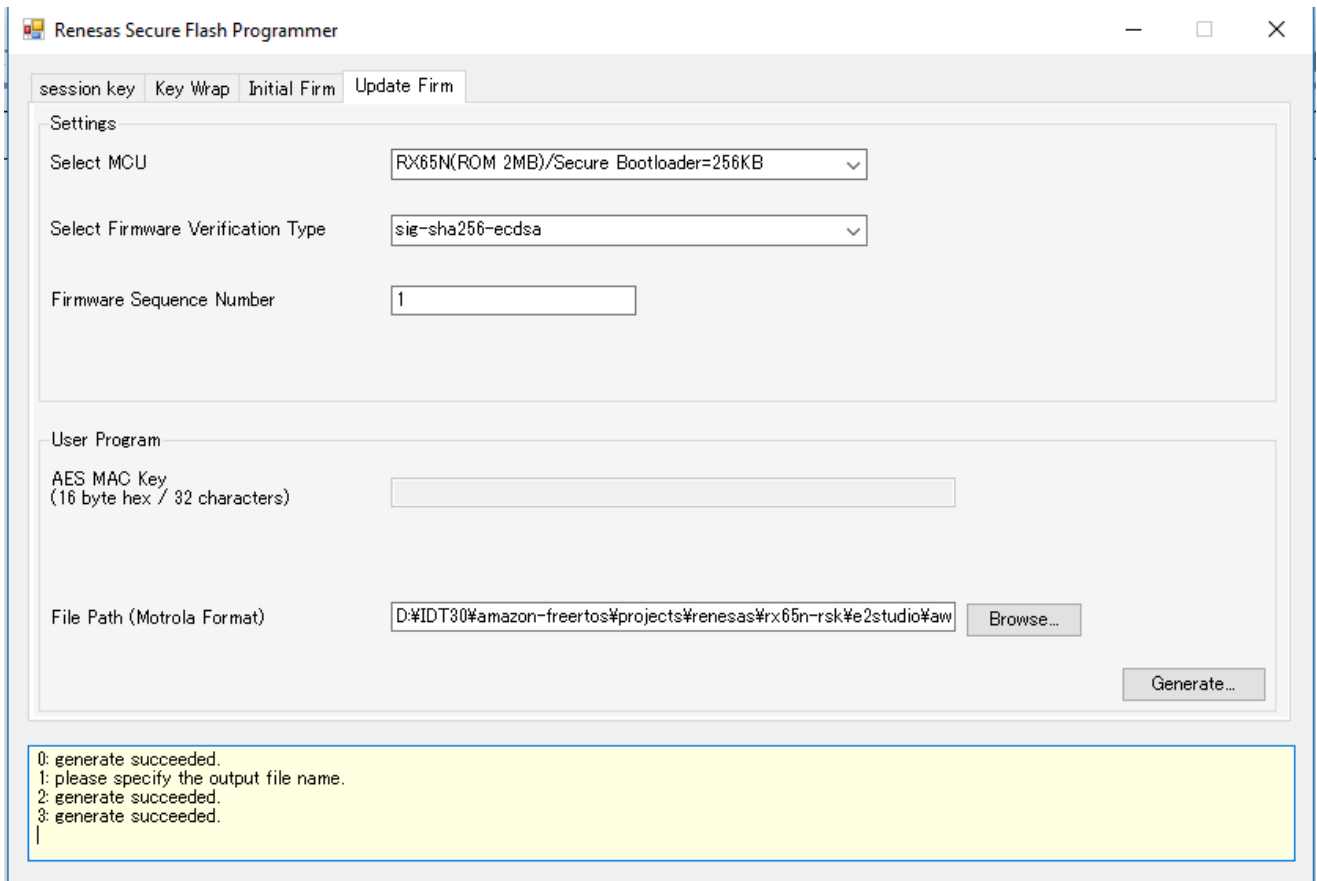 Renesas Secure Flash Programmer
session key Key Wrap Initial Firm Update Firm
Settings
Select MCU RX65N(ROM 2MB)/Secure Bootloader=256KB
Select Firmware Verification Type sig-sha256-ecdsa
Firmware Sequence Number 1
User Program
AES MAC Key
(16 byte hex / 32 characters)
File Path (Motrola Format) D:¥IDT30¥amazon-freertos¥projects¥renesas¥rx65n-rsk¥e2studio¥aw Browse...
Generate...
0: generate succeeded.
1: please specify the output file name.
2: generate succeeded.
3: generate succeeded.